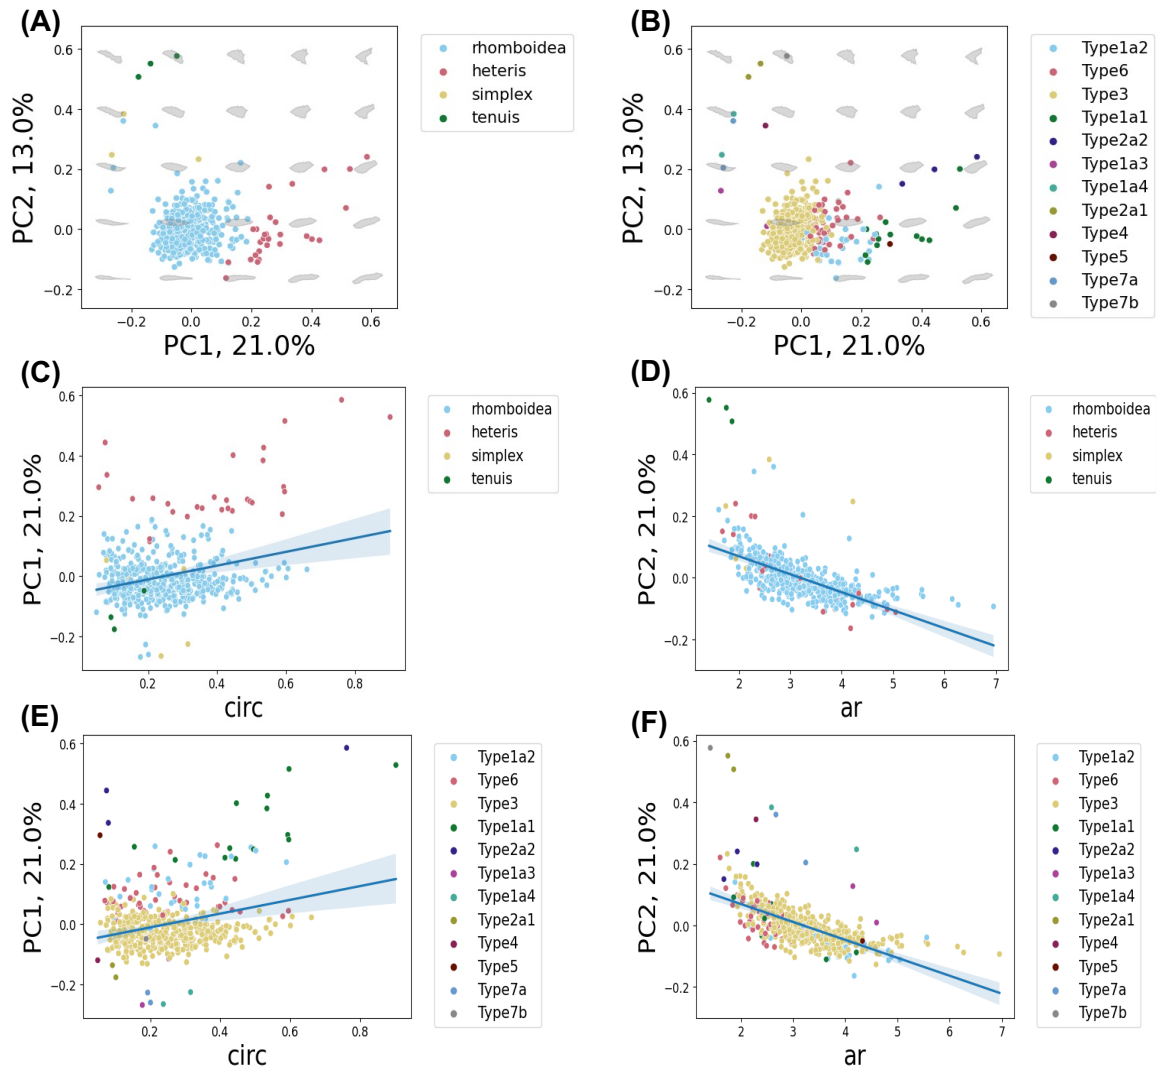 (A)
0.6
0.4
0.2
0.0
−0.2
PC2, 13.0%
−0.2 0.0 0.2 0.4 0.6
PC1, 21.0%
rhomboidea
heteris
simplex
tenuis
(B)
0.6
0.4
0.2
0.0
−0.2
PC2, 13.0%
−0.2 0.0 0.2 0.4 0.6
PC1, 21.0%
Type1a2
Type6
Type3
Type1a1
Type2a2
Type1a3
Type1a4
Type2a1
Type4
Type5
Type7a
Type7b
(C)
0.6
0.4
0.2
0.0
−0.2
PC1, 21.0%
0.2 0.4 0.6 0.8
circ
rhomboidea
heteris
simplex
tenuis
(D)
0.6
0.4
0.2
0.0
−0.2
PC2, 21.0%
2 3 4 5 6 7
ar
rhomboidea
heteris
simplex
tenuis
(E)
0.6
0.4
0.2
0.0
−0.2
PC1, 21.0%
0.2 0.4 0.6 0.8
circ
Type1a2
Type6
Type3
Type1a1
Type2a2
Type1a3
Type1a4
Type2a1
Type4
Type5
Type7a
Type7b
(F)
0.6
0.4
0.2
0.0
−0.2
PC2, 21.0%
2 3 4 5 6 7
ar
Type1a2
Type6
Type3
Type1a1
Type2a2
Type1a3
Type1a4
Type2a1
Type4
Type5
Type7a
Type7b